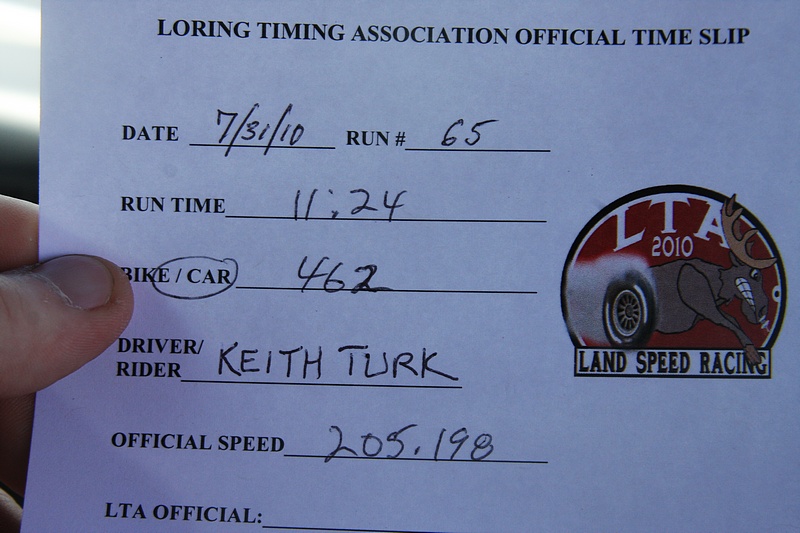 LORING TIMING ASSOCIATION OFFICIAL TIME SLIP
DATE 7/31/10 RUN # 65
RUN TIME 11:24
BIKE / CAR 462
DRIVER/
RIDER KEITH TURK
OFFICIAL SPEED 205.198
LTA OFFICIAL:
LTA
2010
LAND SPEED RACING